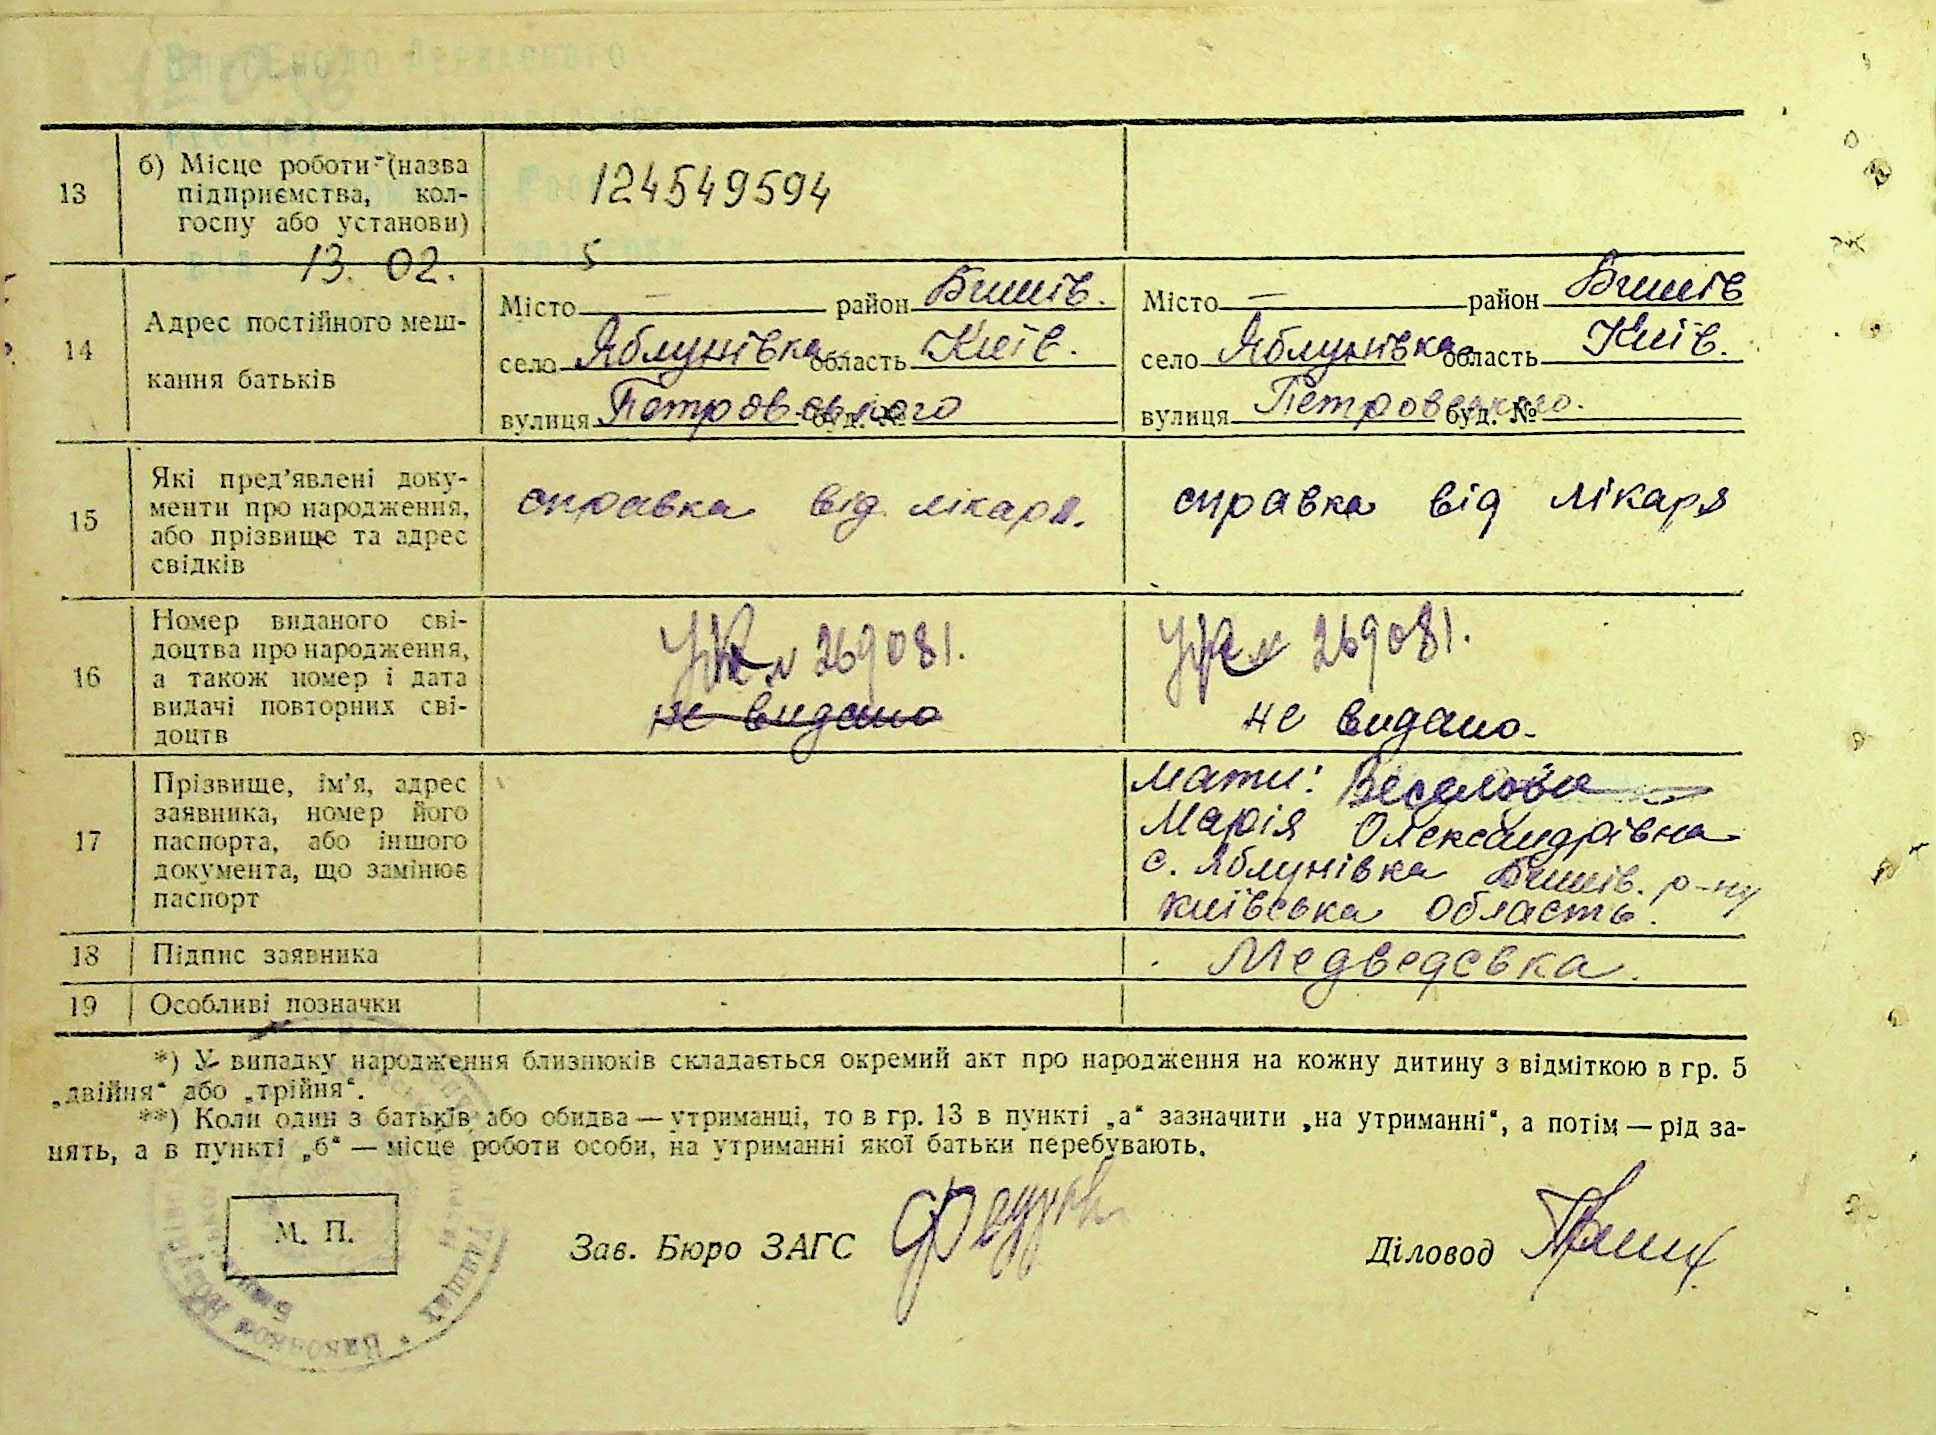 13
б) Місце роботи (назва
підприємства, кол-
госпу або установи)
124549594
13. 02.
5
14
Адрес постійного меш-
кання батьків
Місто — район Бишів.
село Яблунівка область Київ.
вулиця Петровського буд. №
Місто — район Бишів
село Яблунівка область Київ.
вулиця Петровського. буд. №
15
Які пред'явлені доку-
менти про народження,
або прізвище та адрес
свідків
справка від лікаря.
справка від лікаря
16
Номер виданого сві-
доцтва про народження,
а також номер і дата
видачі повторних сві-
доцтв
№ 269081.
не видано
№ 269081.
не видано.
17
Прізвище, ім'я, адрес
заявника, номер його
паспорта, або іншого
документа, що замінює
паспорт
мати:
Марія Олександрівна
с. Яблунівка Бишів. р-ну
Київська область.
18
Підпис заявника
Медведєвка.
19
Особливі позначки
*) У випадку народження близнюків складається окремий акт про народження на кожну дитину з відміткою в гр. 5
„двійня“ або „трійня“.
**) Коли один з батьків або обидва — утриманці, то в гр. 13 в пункті „а“ зазначити „на утриманні“, а потім — рід за-
нять, а в пункті „б“ — місце роботи особи, на утриманні якої батьки перебувають.
М. П.
Зав. Бюро ЗАГС
Діловод